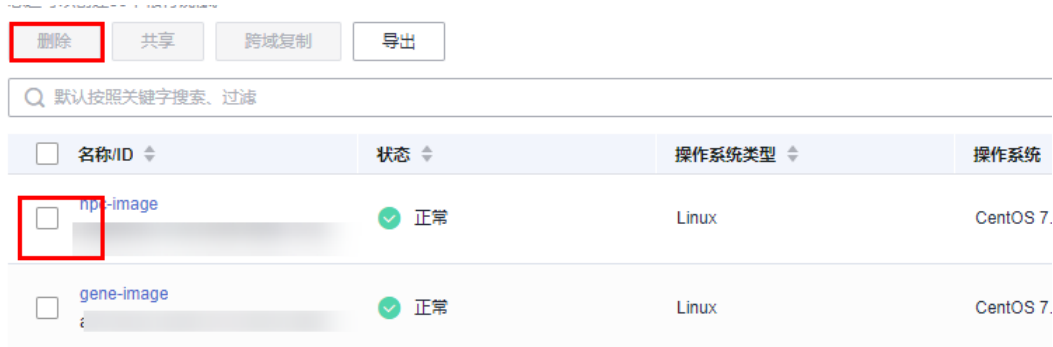 删除 共享 跨域复制 导出
默认按照关键字搜索、过滤
名称/ID 状态 操作系统类型 操作系统
hpc-image
正常 Linux CentOS 7.
gene-image
正常 Linux CentOS 7.
a